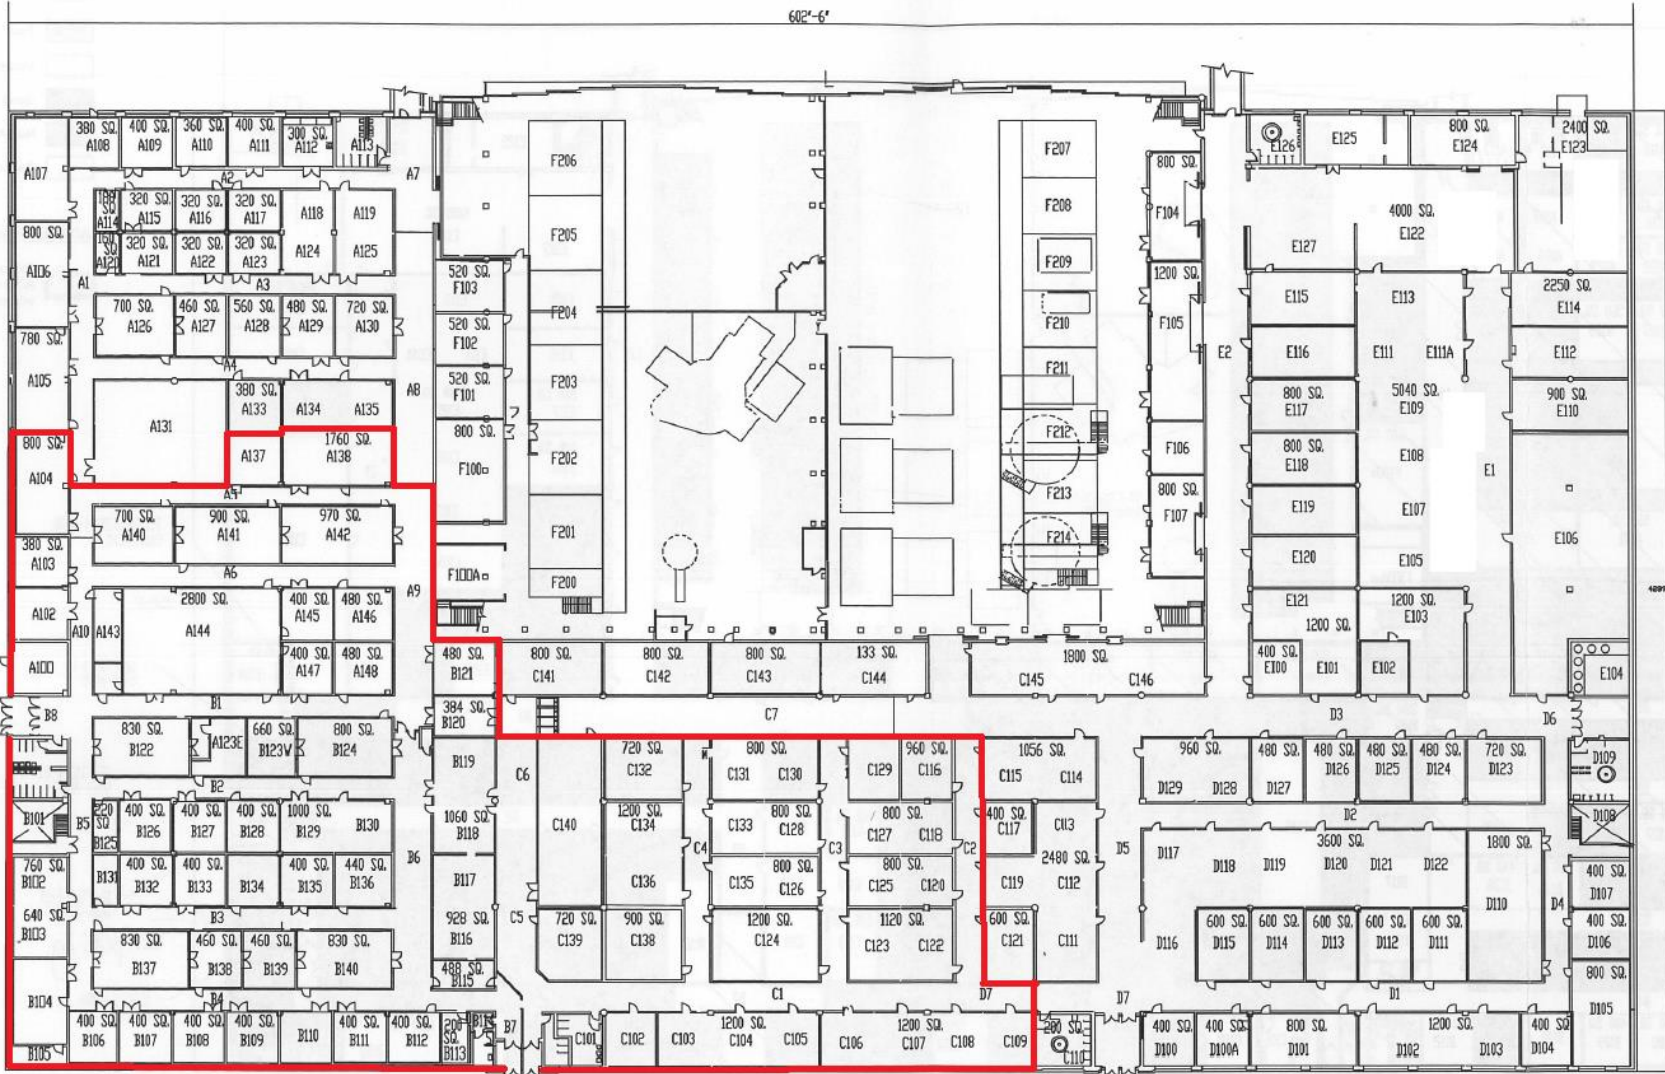 602'-6"
380 SQ.
A108
400 SQ.
A109
360 SQ.
A110
400 SQ.
A111
300 SQ.
A112
A113
A107
A2
A7
A114
320 SQ.
A115
320 SQ.
A116
320 SQ.
A117
A118
A119
A120
320 SQ.
A121
320 SQ.
A122
320 SQ.
A123
A124
A125
800 SQ.
A106
A1
A3
700 SQ.
A126
460 SQ.
A127
560 SQ.
A128
480 SQ.
A129
720 SQ.
A130
780 SQ.
A105
A4
A8
A131
380 SQ.
A133
A134
A135
800 SQ.
A104
A137
1760 SQ.
A138
700 SQ.
A140
900 SQ.
A141
970 SQ.
A142
380 SQ.
A103
A6
A9
A102
A10
A143
2800 SQ.
A144
400 SQ.
A145
480 SQ.
A146
400 SQ.
A147
480 SQ.
A148
A100
B1
B8
830 SQ.
B122
A123E
660 SQ.
B123W
800 SQ.
B124
480 SQ.
B121
384 SQ.
B120
B2
B119
B101
B5
220
SQ
B125
400 SQ.
B126
400 SQ.
B127
400 SQ.
B128
1000 SQ.
B129
B130
1060 SQ.
B118
B6
760 SQ.
B102
B131
400 SQ.
B132
400 SQ.
B133
400 SQ.
B134
400 SQ.
B135
440 SQ.
B136
B117
640 SQ.
B103
B3
928 SQ.
B116
830 SQ.
B137
460 SQ.
B138
460 SQ.
B139
830 SQ.
B140
488 SQ.
B115
B104
B4
B105
400 SQ.
B106
400 SQ.
B107
400 SQ.
B108
400 SQ.
B109
B110
400 SQ.
B111
400 SQ.
B112
200
SQ.
B113
B7
F206
F205
F204
F203
F202
F201
F200
520 SQ.
F103
520 SQ.
F102
520 SQ.
F101
800 SQ.
F100
F100A
F207
F208
F209
F210
F211
F212
F213
F214
800 SQ.
F104
1200 SQ.
F105
F106
800 SQ.
F107
800 SQ.
C141
800 SQ.
C142
800 SQ.
C143
133 SQ.
C144
1800 SQ.
C145
C146
C7
C6
C140
720 SQ.
C132
800 SQ.
C131
C130
C129
960 SQ.
C116
1056 SQ.
C115
C114
1200 SQ.
C134
C133
800 SQ.
C128
800 SQ.
C127
C118
400 SQ.
C117
C113
C4
C3
C2
C136
C135
800 SQ.
C126
800 SQ.
C125
C120
C119
2480 SQ.
C112
C5
720 SQ.
C139
900 SQ.
C138
1200 SQ.
C124
1120 SQ.
C123
C122
600 SQ.
C121
C111
C1
D7
C101
C102
C103
1200 SQ.
C104
C105
C106
1200 SQ.
C107
C108
C109
C110
E126
E125
800 SQ.
E124
2400 SQ.
E123
E127
4000 SQ.
E122
E115
E113
2250 SQ.
E114
E2
E116
E111
E111A
E112
800 SQ.
E117
5040 SQ.
E109
900 SQ.
E110
800 SQ.
E118
E108
E1
E119
E107
E106
E120
E105
E121
1200 SQ.
1200 SQ.
E103
400 SQ.
E100
E101
E102
E104
D3
D6
960 SQ.
D129
D128
480 SQ.
D127
480 SQ.
D126
480 SQ.
D125
480 SQ.
D124
720 SQ.
D123
D109
D2
D108
D5
D117
D118
D119
3600 SQ.
D120
D121
D122
1800 SQ.
D110
400 SQ.
D107
D4
D116
600 SQ.
D115
600 SQ.
D114
600 SQ.
D113
600 SQ.
D112
600 SQ.
D111
400 SQ.
D106
800 SQ.
D105
D7
D1
400 SQ.
D100
400 SQ.
D100A
800 SQ.
D101
1200 SQ.
D102
D103
400 SQ.
D104